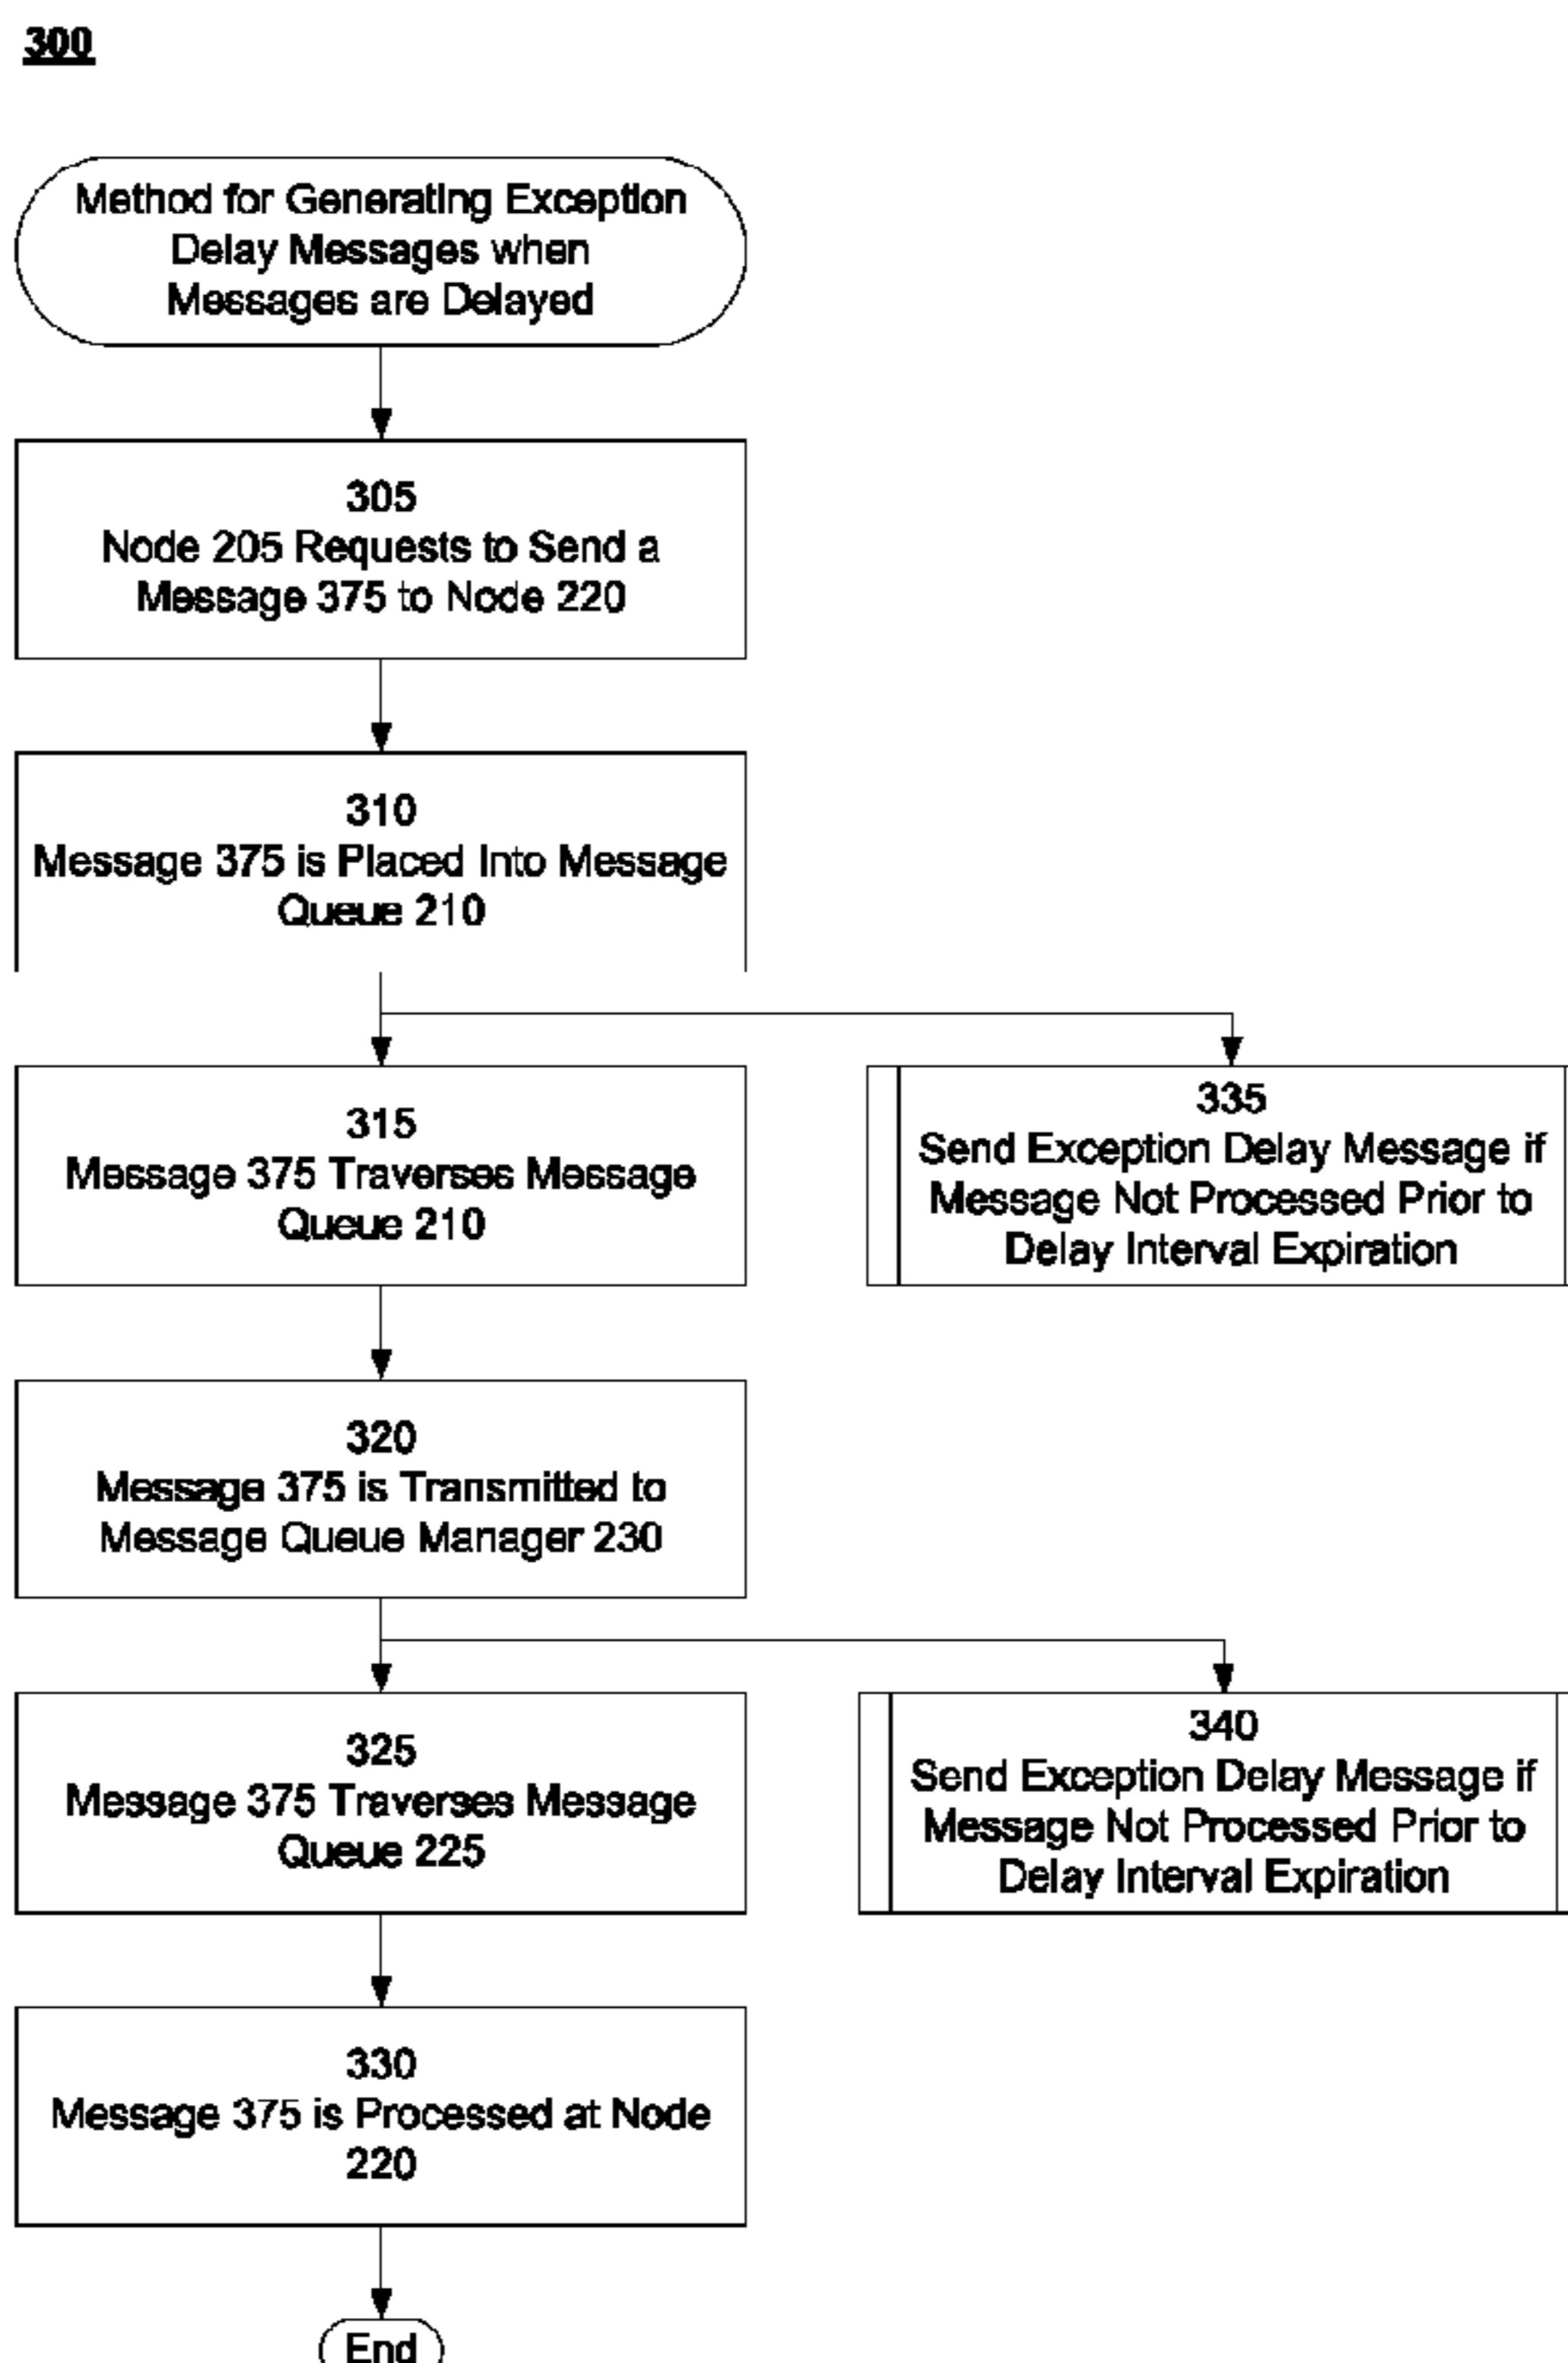 300
Method for Generating Exception
Delay Messages when
Messages are Delayed
305
Node 205 Requests to Send a
Message 375 to Node 220
310
Message 375 is Placed Into Message
Queue 210
315
Message 375 Traverses Message
Queue 210
335
Send Exception Delay Message if
Message Not Processed Prior to
Delay Interval Expiration
320
Message 375 is Transmitted to
Message Queue Manager 230
325
Message 375 Traverses Message
Queue 225
340
Send Exception Delay Message if
Message Not Processed Prior to
Delay Interval Expiration
330
Message 375 is Processed at Node
220
End